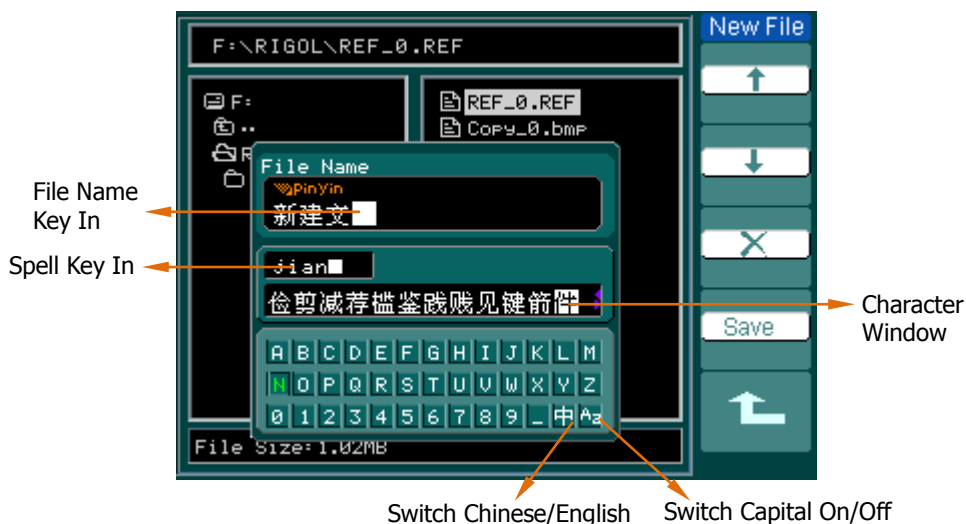 New File
F:\RIGOL\REF_0.REF
F:
REF_0.REF
..
Copy_0.bmp
R
File Name
PinYin
新建文
File Name
Key In
jian
Spell Key In
俭剪减荐槛鉴践贱见键箭件
Character
Window
Save
A B C D E F G H I J K L M
N O P Q R S T U V W X Y Z
0 1 2 3 4 5 6 7 8 9 _ 中 Aa
File Size:1.02MB
Switch Chinese/English
Switch Capital On/Off